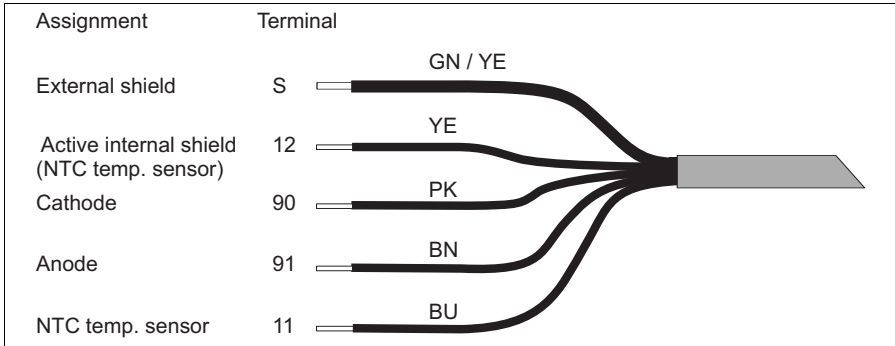 Assignment Terminal
External shield S GN / YE
Active internal shield 12 YE
(NTC temp. sensor)
Cathode 90 PK
Anode 91 BN
NTC temp. sensor 11 BU